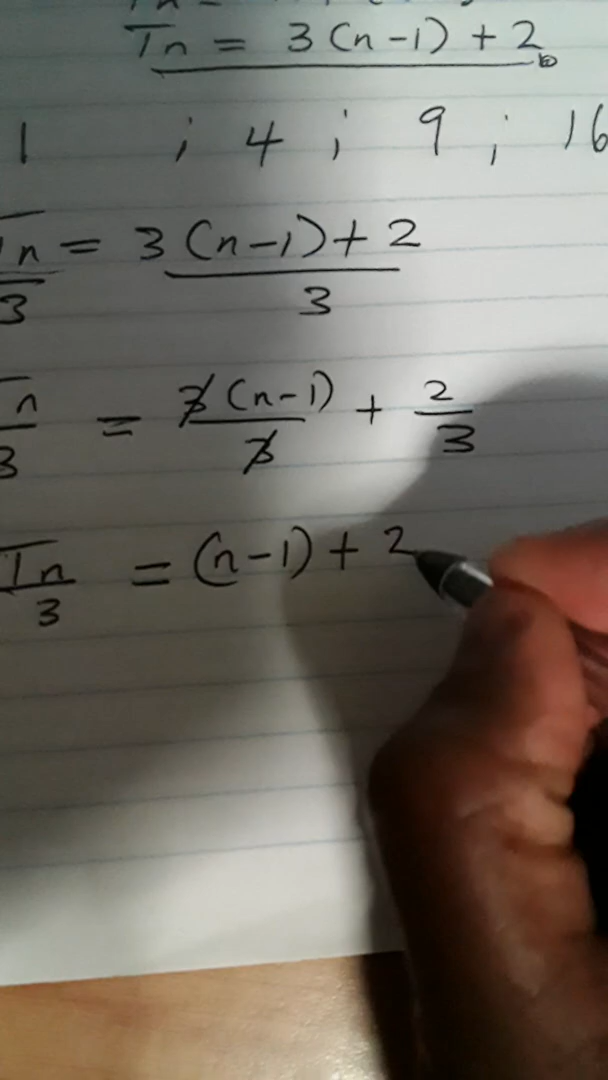 Tn = 3(n-1) + 2
1 ; 4 ; 9 ; 16
Tn/3 = 3(n-1)+2/3
Tn/3 = 3(n-1)/3 + 2/3
Tn/3 = (n-1) + 2